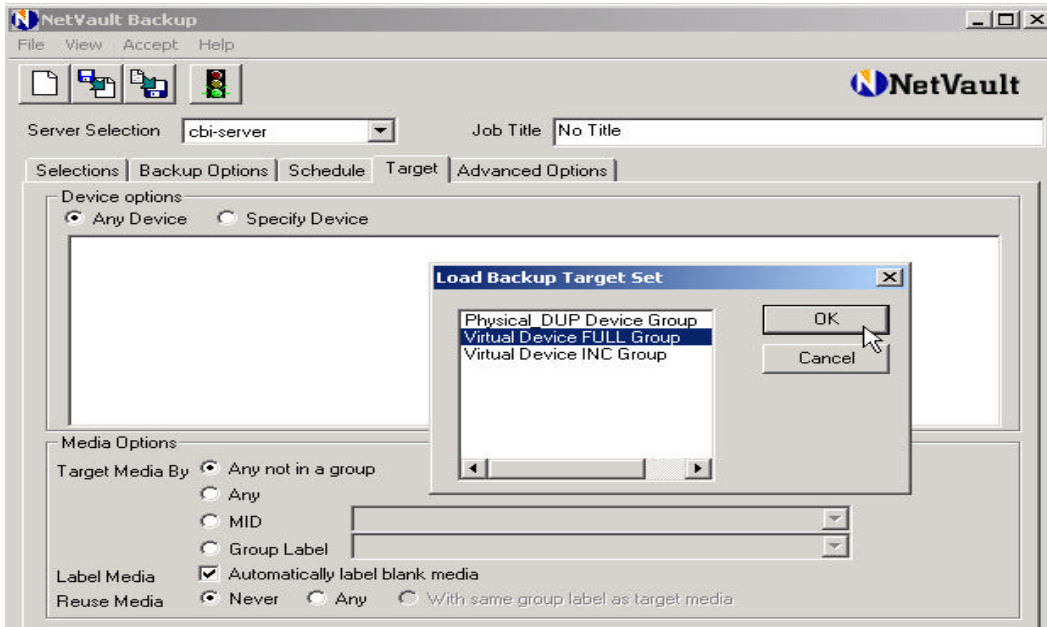 NetVault Backup
File View Accept Help
NetVault
Server Selection cbi-server Job Title No Title
Selections Backup Options Schedule Target Advanced Options
Device options
Any Device Specify Device
Load Backup Target Set
Physical_DUP Device Group
Virtual Device FULL Group
Virtual Device INC Group
OK
Cancel
Media Options
Target Media By Any not in a group
Any
MID
Group Label
Label Media Automatically label blank media
Reuse Media Never Any With same group label as target media